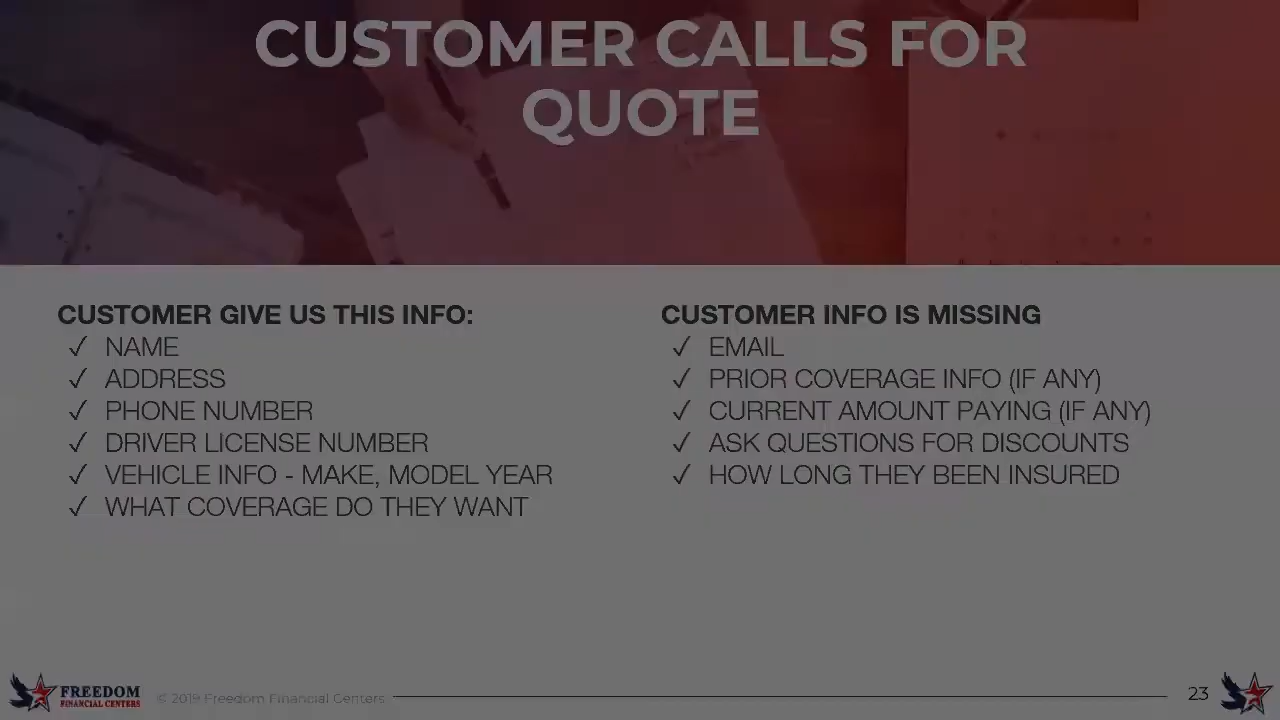 CUSTOMER CALLS FOR
QUOTE
CUSTOMER GIVE US THIS INFO:
✓ NAME
✓ ADDRESS
✓ PHONE NUMBER
✓ DRIVER LICENSE NUMBER
✓ VEHICLE INFO - MAKE, MODEL YEAR
✓ WHAT COVERAGE DO THEY WANT
CUSTOMER INFO IS MISSING
✓ EMAIL
✓ PRIOR COVERAGE INFO (IF ANY)
✓ CURRENT AMOUNT PAYING (IF ANY)
✓ ASK QUESTIONS FOR DISCOUNTS
✓ HOW LONG THEY BEEN INSURED
FREEDOM
FINANCIAL CENTERS
© 2019 Freedom Financial Centers
23